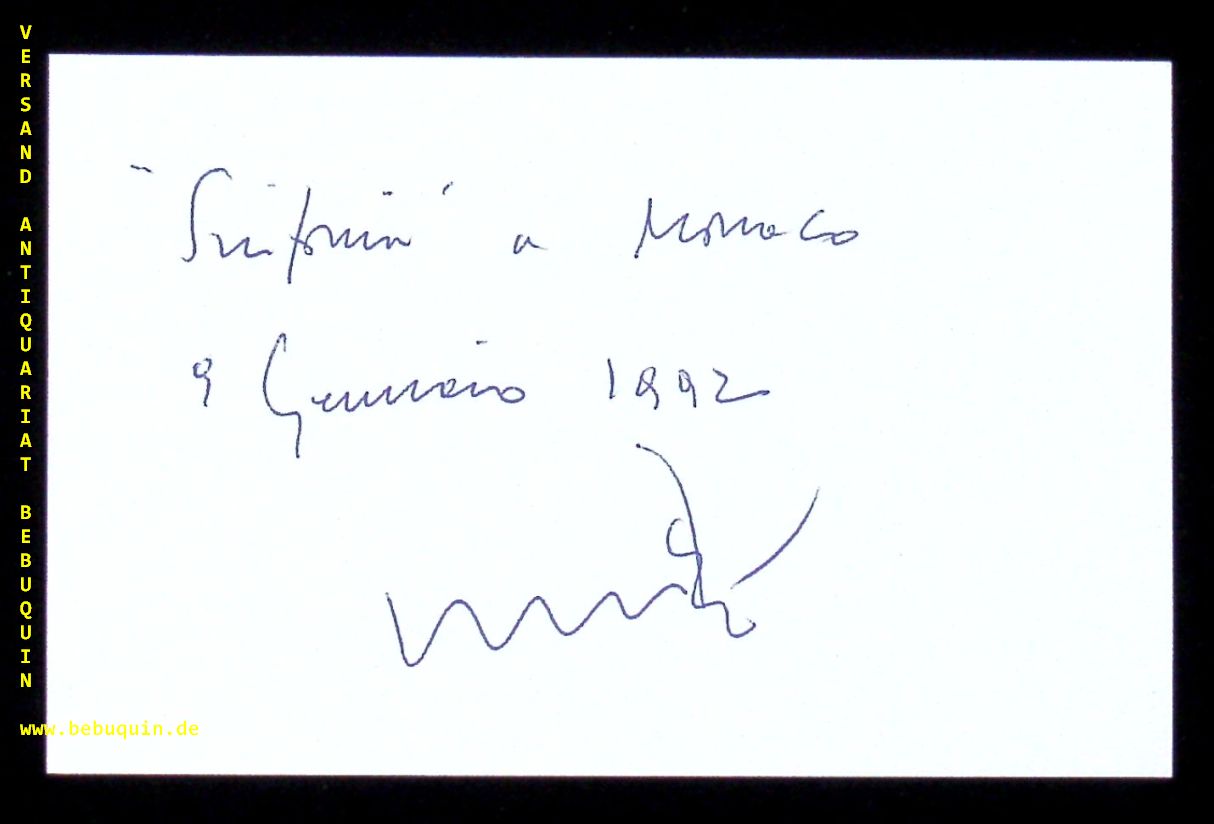 VERSAND ANTIQUARIAT BEBUQUIN
"Sinfonia" a Monaco
9 Gennaio 1992
www.bebuquin.de